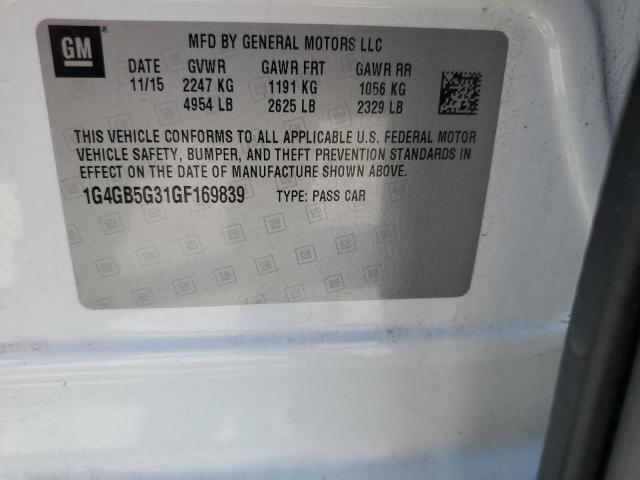 GM
MFD BY GENERAL MOTORS LLC
DATE GVWR GAWR FRT GAWR RR
11/15 2247 KG 1191 KG 1056 KG
4954 LB 2625 LB 2329 LB
THIS VEHICLE CONFORMS TO ALL APPLICABLE U.S. FEDERAL MOTOR
VEHICLE SAFETY, BUMPER, AND THEFT PREVENTION STANDARDS IN
EFFECT ON THE DATE OF MANUFACTURE SHOWN ABOVE.
1G4GB5G31GF169839 TYPE: PASS CAR